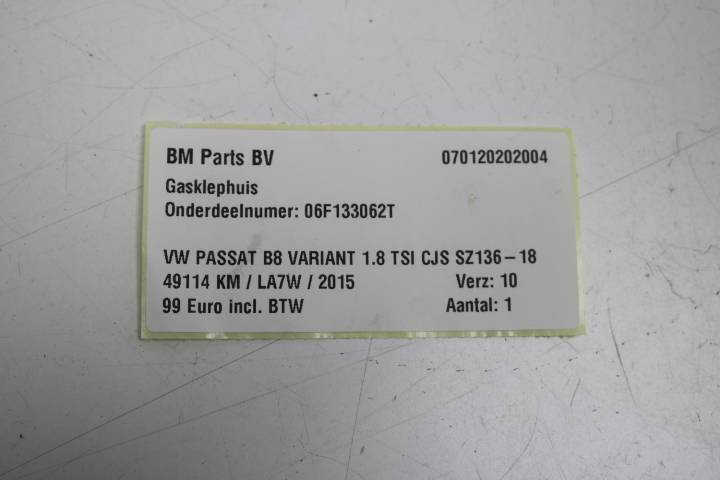 BM Parts BV 070120202004
Gasklephuis
Onderdeelnumer: 06F133062T
VW PASSAT B8 VARIANT 1.8 TSI CJS SZ136-18
49114 KM / LA7W / 2015 Verz: 10
99 Euro incl. BTW Aantal: 1